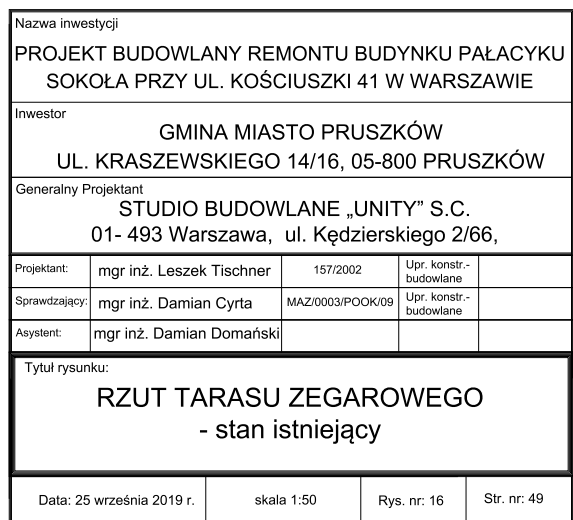 Nazwa inwestycji
PROJEKT BUDOWLANY REMONTU BUDYNKU PAŁACYKU
SOKOŁA PRZY UL. KOŚCIUSZKI 41 W WARSZAWIE
Inwestor
GMINA MIASTO PRUSZKÓW
UL. KRASZEWSKIEGO 14/16, 05-800 PRUSZKÓW
Generalny Projektant
STUDIO BUDOWLANE „UNITY” S.C.
01- 493 Warszawa, ul. Kędzierskiego 2/66,
Projektant: mgr inż. Leszek Tischner 157/2002 Upr. konstr.-
budowlane
Sprawdzający: mgr inż. Damian Cyrta MAZ/0003/POOK/09 Upr. konstr.-
budowlane
Asystent: mgr inż. Damian Domański
Tytuł rysunku:
RZUT TARASU ZEGAROWEGO
- stan istniejący
Data: 25 września 2019 r. skala 1:50 Rys. nr: 16 Str. nr: 49